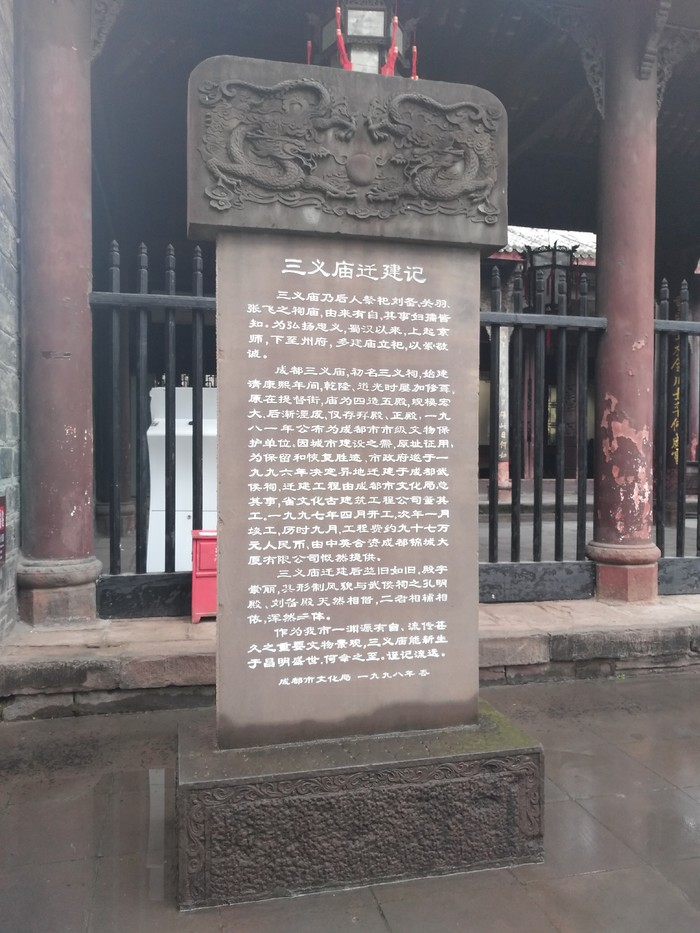 三义庙迁建记
三义庙乃后人祭祀刘备、关羽、
张飞之祠庙，由来有自，其事妇孺皆
知。为弘扬忠义，蜀汉以来，上起京
师，下至州府，多建庙立祀，以崇敬
诚。
成都三义庙，初名三义祠，始建
清康熙年间，乾隆、道光时屡加修葺，
原在提督街，庙为四造五殿，规模宏
大，后渐湮废，仅存拜殿、正殿，一九
八一年公布为成都市市级文物保
护单位。因城市建设之需，原址征用，
为保留和恢复胜迹，市政府遂于一
九九六年决定异地迁建于成都武
侯祠。迁建工程由成都市文化局总
其事，省文化古建筑工程公司董其
工。一九九七年四月开工，次年一月
竣工，历时九月，工程费约九十七万
元人民币，由中英合资成都锦城大
厦有限公司慨然提供。
三义庙迁建后益旧如旧，殿宇
崇丽，其形制风貌与武侯祠之孔明
殿、刘备殿天然相偕，二者相辅相
依，浑然一体。
作为我市一渊源有自、流传甚
久之重要文物景观，三义庙能新生
于昌明盛世，何幸之至，谨记流远。
成都市文化局 一九九八年春